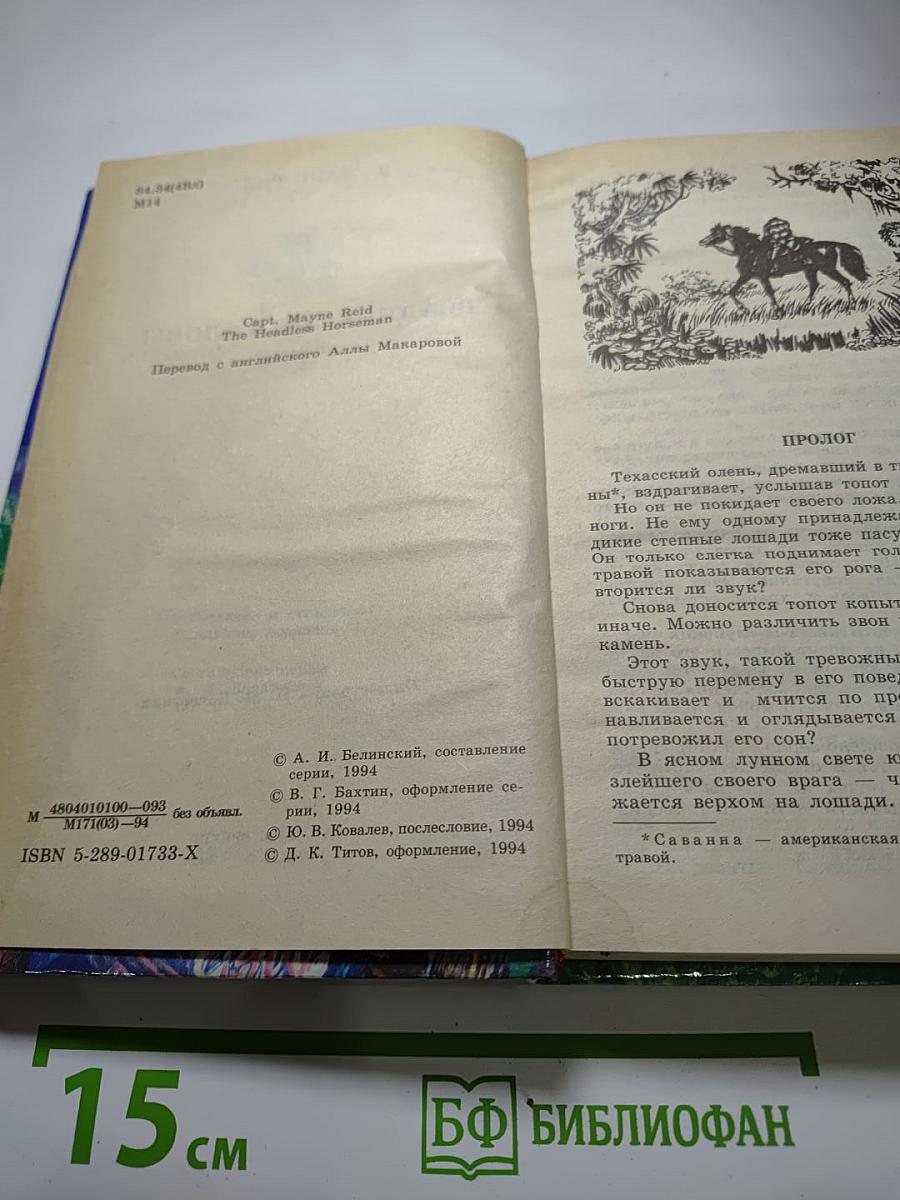 84.34(4Вл)
М14
Capt. Mayne Reid
The Headless Horseman
Перевод с английского Аллы Макаровой
М 4804010100—093 без объявл.
М171(03)—94
ISBN 5-289-01733-X
© А. И. Белинский, составление
серии, 1994
© В. Г. Бахтин, оформление се-
рии, 1994
© Ю. В. Ковалев, послесловие, 1994
© Д. К. Титов, оформление, 1994
ПРОЛОГ
Техасский олень, дремавший в
ны*, вздрагивает, услышав топот
Но он не покидает своего ложа.
ноги. Не ему одному принадлеж
дикие степные лошади тоже пасу
Он только слегка поднимает гол
травой показываются его рога —
вторится ли звук?
Снова доносится топот копыт
иначе. Можно различить звон
камень.
Этот звук, такой тревожны
быструю перемену в его повед
вскакивает и мчится по пр
навливается и оглядывается
потревожил его сон?
В ясном лунном свете ю
злейшего своего врага — ч
жается верхом на лошади.
*Саванна — американская
травой.
15 см
БФ БИБЛИОФАН